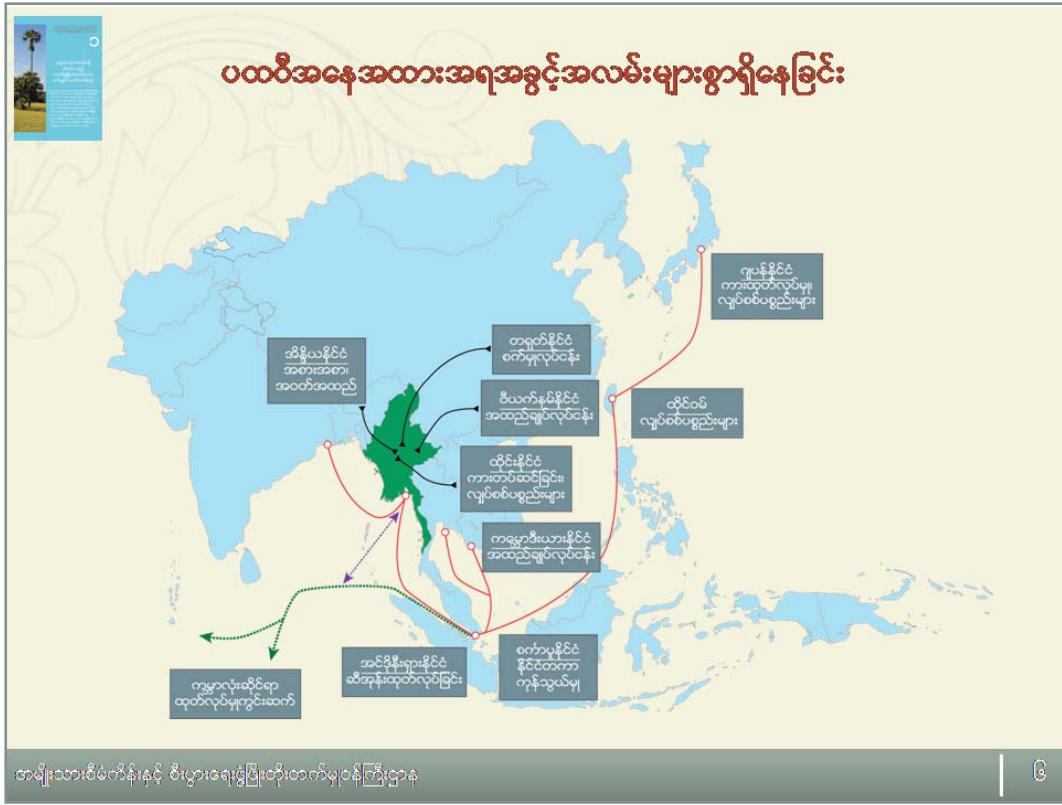 ၁
ပထဝီအနေအထားအရအခွင့်အလမ်းများစွာရှိနေခြင်း
ဂျပန်နိုင်ငံ
ကားထုတ်လုပ်မှု၊
လျှပ်စစ်ပစ္စည်းများ
တရုတ်နိုင်ငံ
စက်မှုလုပ်ငန်း
အိန္ဒိယနိုင်ငံ
အစားအစာ၊
အဝတ်အထည်
ဗီယက်နမ်နိုင်ငံ
အထည်ချုပ်လုပ်ငန်း
ထိုင်ဝမ်
လျှပ်စစ်ပစ္စည်းများ
ထိုင်းနိုင်ငံ
ကားတပ်ဆင်ခြင်း၊
လျှပ်စစ်ပစ္စည်းများ
ကမ္ဘောဒီးယားနိုင်ငံ
အထည်ချုပ်လုပ်ငန်း
အင်ဒိုနီးရှားနိုင်ငံ
ဆီအုန်းထုတ်လုပ်ခြင်း
စင်္ကာပူနိုင်ငံ
နိုင်ငံတကာ
ကုန်သွယ်မှု
ကမ္ဘာလုံးဆိုင်ရာ
ထုတ်လုပ်မှုကွင်းဆက်
အမျိုးသားစီမံကိန်းနှင့် စီးပွားရေးဖွံ့ဖြိုးတိုးတက်မှုဝန်ကြီးဌာန